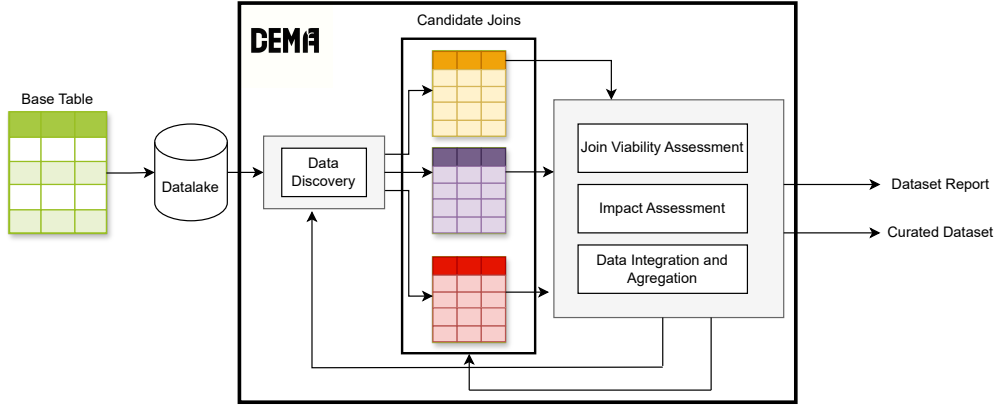 Candidate Joins
DEMA
Base Table
Datalake
Data
Discovery
Join Viability Assessment
Impact Assessment
Data Integration and
Agregation
Dataset Report
Curated Dataset